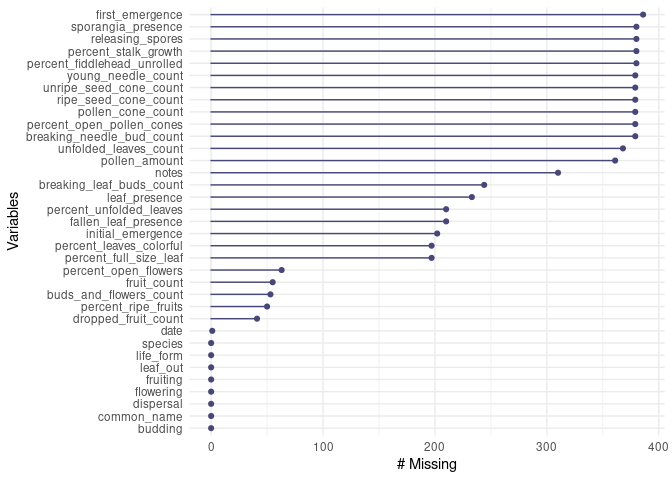 first_emergence
sporangia_presence
releasing_spores
percent_stalk_growth
percent_fiddlehead_unrolled
young_needle_count
unripe_seed_cone_count
ripe_seed_cone_count
pollen_cone_count
percent_open_pollen_cones
breaking_needle_bud_count
unfolded_leaves_count
pollen_amount
notes
breaking_leaf_buds_count
leaf_presence
percent_unfolded_leaves
fallen_leaf_presence
initial_emergence
percent_leaves_colorful
percent_full_size_leaf
percent_open_flowers
fruit_count
buds_and_flowers_count
percent_ripe_fruits
dropped_fruit_count
date
species
life_form
leaf_out
fruiting
flowering
dispersal
common_name
budding
Variables
0 100 200 300 400
# Missing